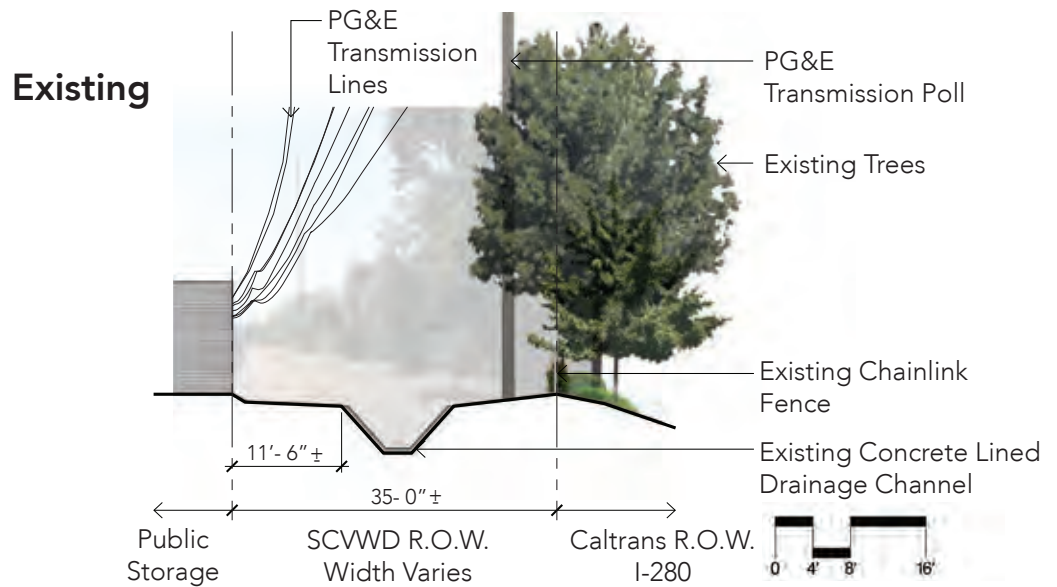 PG&E
Transmission
Lines
Existing
PG&E
Transmission Poll
Existing Trees
Existing Chainlink
Fence
Existing Concrete Lined
Drainage Channel
11'- 6" ±
35- 0" ±
Public
Storage
SCVWD R.O.W.
Width Varies
Caltrans R.O.W.
I-280
0' 4' 8' 16'